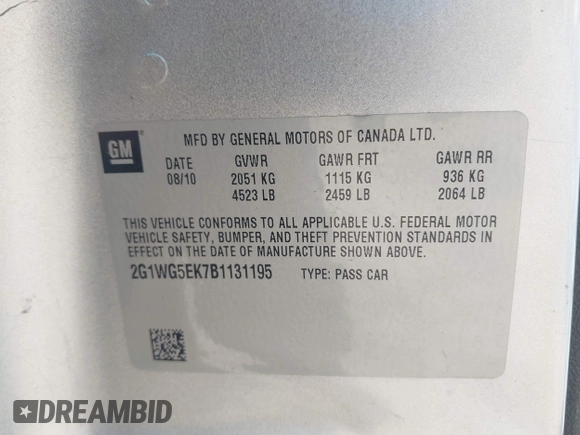 GM
MFD BY GENERAL MOTORS OF CANADA LTD.
DATE GVWR GAWR FRT GAWR RR
08/10 2051 KG 1115 KG 936 KG
4523 LB 2459 LB 2064 LB
THIS VEHICLE CONFORMS TO ALL APPLICABLE U.S. FEDERAL MOTOR
VEHICLE SAFETY, BUMPER, AND THEFT PREVENTION STANDARDS IN
EFFECT ON THE DATE OF MANUFACTURE SHOWN ABOVE.
2G1WG5EK7B1131195 TYPE: PASS CAR
DREAMBID